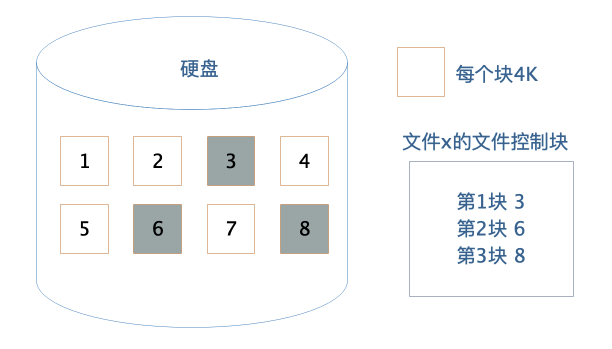 硬盘
每个块4K
文件x的文件控制块
1 2 3 4
第1块 3
5 6 7 8
第2块 6
第3块 8